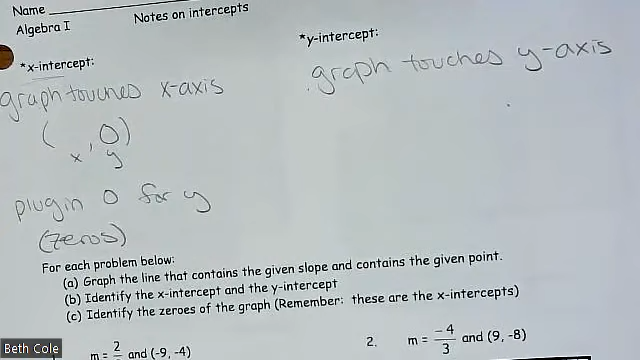 Name
Algebra I
Notes on intercepts
*x-intercept:
graph touches x-axis
( , 0)
x y
plug in 0 for y
(zeros)
*y-intercept:
graph touches y-axis
For each problem below:
(a) Graph the line that contains the given slope and contains the given point.
(b) Identify the x-intercept and the y-intercept
(c) Identify the zeroes of the graph (Remember: these are the x-intercepts)
m = 2 and (-9, -4)
2. m = -4/3 and (9, -8)
Beth Cole